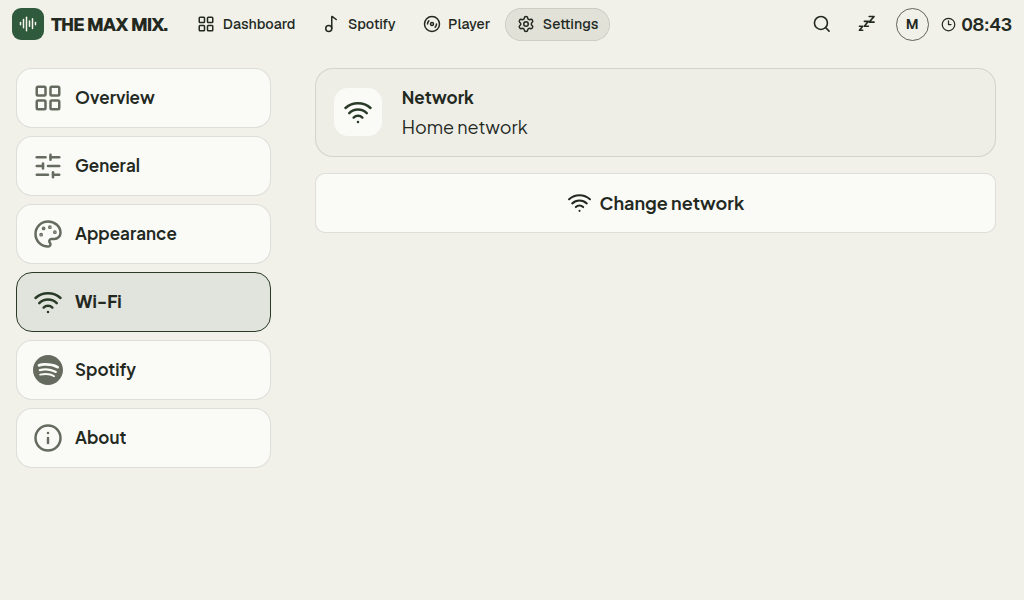 THE MAX MIX.
Dashboard
Spotify
Player
Settings
M
08:43
Overview
General
Appearance
Wi-Fi
Spotify
About
Network
Home network
Change network